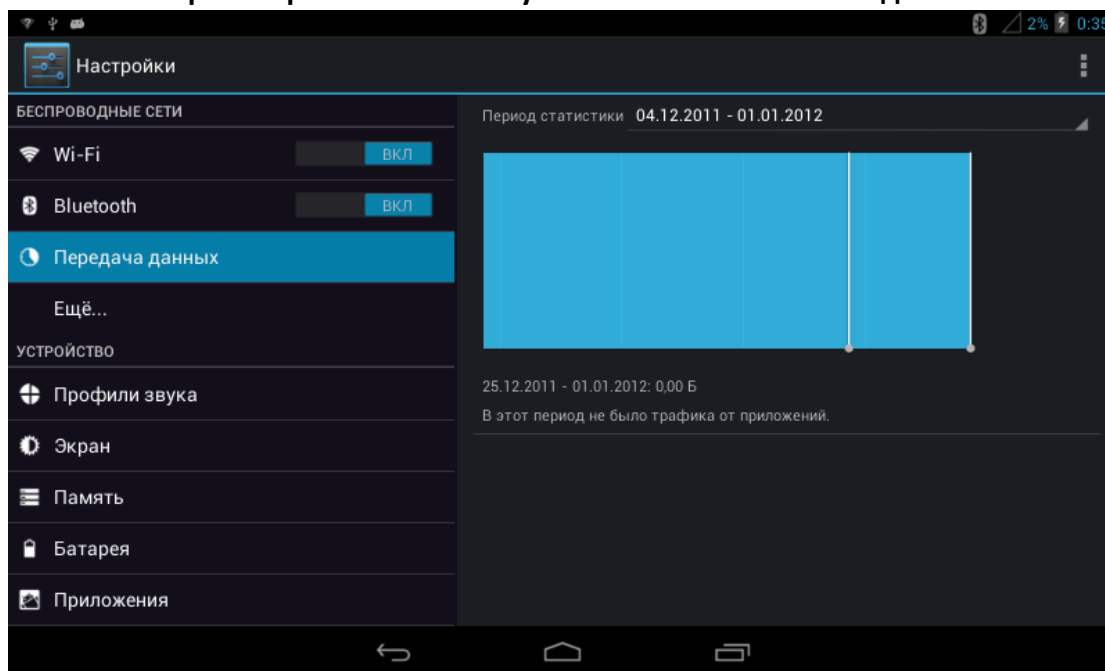 2% 0:35
Настройки
БЕСПРОВОДНЫЕ СЕТИ
Wi-Fi ВКЛ
Bluetooth ВКЛ
Передача данных
Ещё...
УСТРОЙСТВО
Профили звука
Экран
Память
Батарея
Приложения
Период статистики 04.12.2011 - 01.01.2012
25.12.2011 - 01.01.2012: 0,00 Б
В этот период не было трафика от приложений.